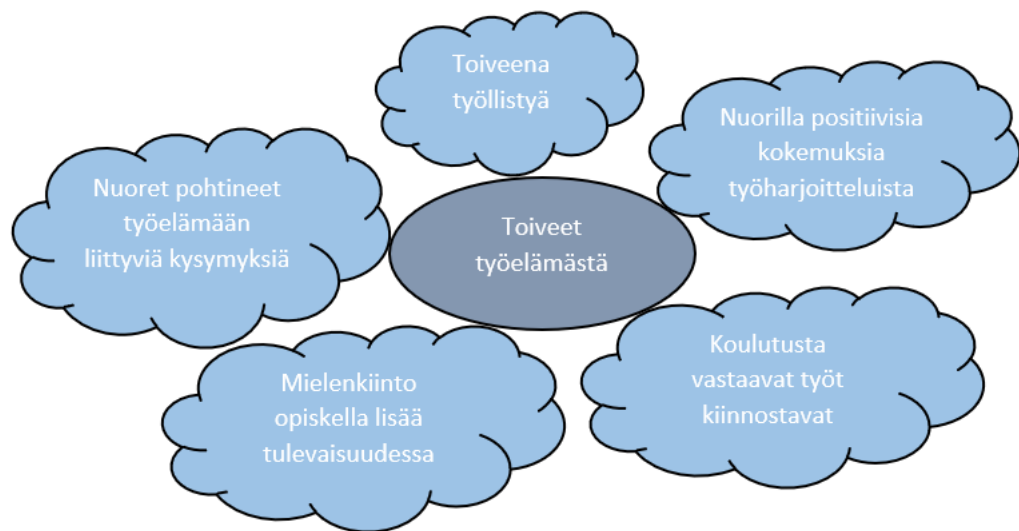 Toiveena
työllistyä
Nuorilla positiivisia
kokemuksia
työharjoitteluista
Nuoret pohtineet
työelämään
liittyviä kysymyksiä
Toiveet
työelämästä
Koulutusta
vastaavat työt
kiinnostavat
Mielenkiinto
opiskella lisää
tulevaisuudessa